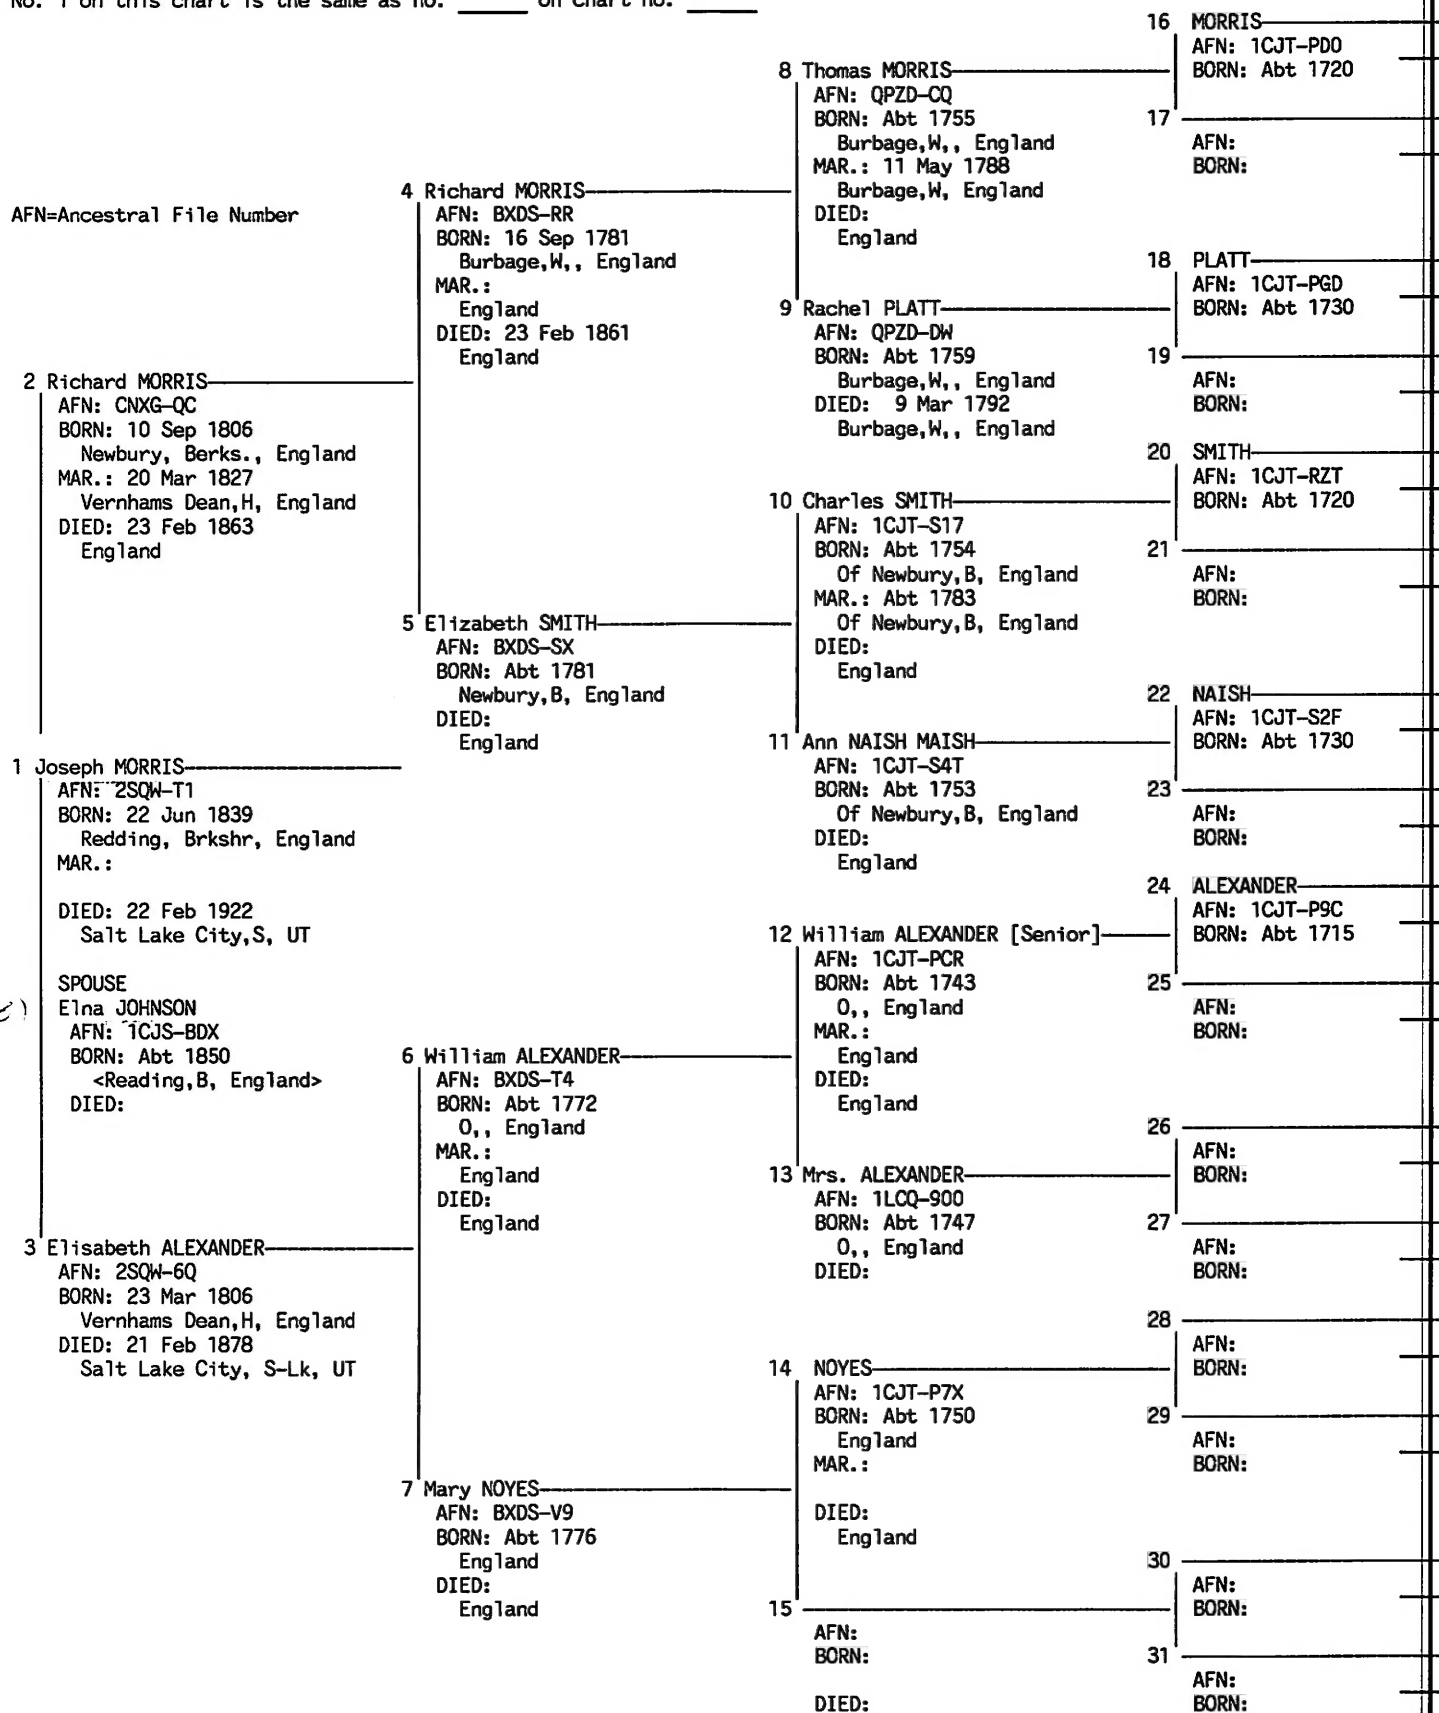 No. 1 on this chart is the same as no. _____ on chart no. _____
AFN=Ancestral File Number
2 Richard MORRIS
AFN: CNXG-QC
BORN: 10 Sep 1806
Newbury, Berks., England
MAR.: 20 Mar 1827
Vernhams Dean,H, England
DIED: 23 Feb 1863
England
1 Joseph MORRIS
AFN: 2SQW-T1
BORN: 22 Jun 1839
Redding, Brkshr, England
MAR.:
DIED: 22 Feb 1922
Salt Lake City,S, UT
SPOUSE
Elna JOHNSON
AFN: 1CJS-BDX
BORN: Abt 1850
<Reading,B, England>
DIED:
3 Elisabeth ALEXANDER
AFN: 2SQW-6Q
BORN: 23 Mar 1806
Vernhams Dean,H, England
DIED: 21 Feb 1878
Salt Lake City, S-Lk, UT
4 Richard MORRIS
AFN: BXDS-RR
BORN: 16 Sep 1781
Burbage,W,, England
MAR.:
England
DIED: 23 Feb 1861
England
5 Elizabeth SMITH
AFN: BXDS-SX
BORN: Abt 1781
Newbury,B, England
DIED:
England
6 William ALEXANDER
AFN: BXDS-T4
BORN: Abt 1772
O,, England
MAR.:
England
DIED:
England
7 Mary NOYES
AFN: BXDS-V9
BORN: Abt 1776
England
DIED:
England
8 Thomas MORRIS
AFN: QPZD-CQ
BORN: Abt 1755
Burbage,W,, England
MAR.: 11 May 1788
Burbage,W, England
DIED:
England
9 Rachel PLATT
AFN: QPZD-DW
BORN: Abt 1759
Burbage,W,, England
DIED: 9 Mar 1792
Burbage,W,, England
10 Charles SMITH
AFN: 1CJT-S17
BORN: Abt 1754
Of Newbury,B, England
MAR.: Abt 1783
Of Newbury,B, England
DIED:
England
11 Ann NAISH MAISH
AFN: 1CJT-S4T
BORN: Abt 1753
Of Newbury,B, England
DIED:
England
12 William ALEXANDER [Senior]
AFN: 1CJT-PCR
BORN: Abt 1743
O,, England
MAR.:
England
DIED:
England
13 Mrs. ALEXANDER
AFN: 1LCQ-900
BORN: Abt 1747
O,, England
DIED:
14 NOYES
AFN: 1CJT-P7X
BORN: Abt 1750
England
MAR.:
DIED:
England
15
AFN:
BORN:
DIED:
16 MORRIS
AFN: 1CJT-PD0
BORN: Abt 1720
17
AFN:
BORN:
18 PLATT
AFN: 1CJT-PGD
BORN: Abt 1730
19
AFN:
BORN:
20 SMITH
AFN: 1CJT-RZT
BORN: Abt 1720
21
AFN:
BORN:
22 NAISH
AFN: 1CJT-S2F
BORN: Abt 1730
23
AFN:
BORN:
24 ALEXANDER
AFN: 1CJT-P9C
BORN: Abt 1715
25
AFN:
BORN:
26
AFN:
BORN:
27
AFN:
BORN:
28
AFN:
BORN:
29
AFN:
BORN:
30
AFN:
BORN:
31
AFN:
BORN: